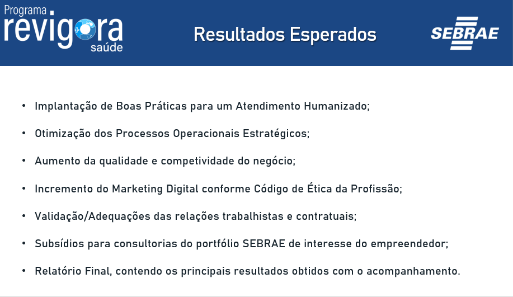 Programa
revigora
saúde
Resultados Esperados
SEBRAE
• Implantação de Boas Práticas para um Atendimento Humanizado;
• Otimização dos Processos Operacionais Estratégicos;
• Aumento da qualidade e competividade do negócio;
• Incremento do Marketing Digital conforme Código de Ética da Profissão;
• Validação/Adequações das relações trabalhistas e contratuais;
• Subsídios para consultorias do portfólio SEBRAE de interesse do empreendedor;
• Relatório Final, contendo os principais resultados obtidos com o acompanhamento.